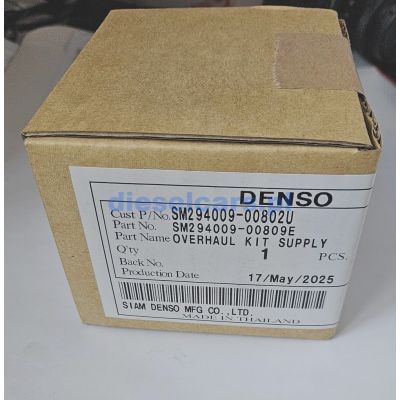 DENSO
Cust P/No. SM294009-00802U
Part No. SM294009-00809E
Part Name OVERHAUL KIT SUPPLY
Q'ty 1 PCS.
Back No.
Production Date 17/May/2025
SIAM DENSO MFG CO.,LTD.
MADE IN THAILAND